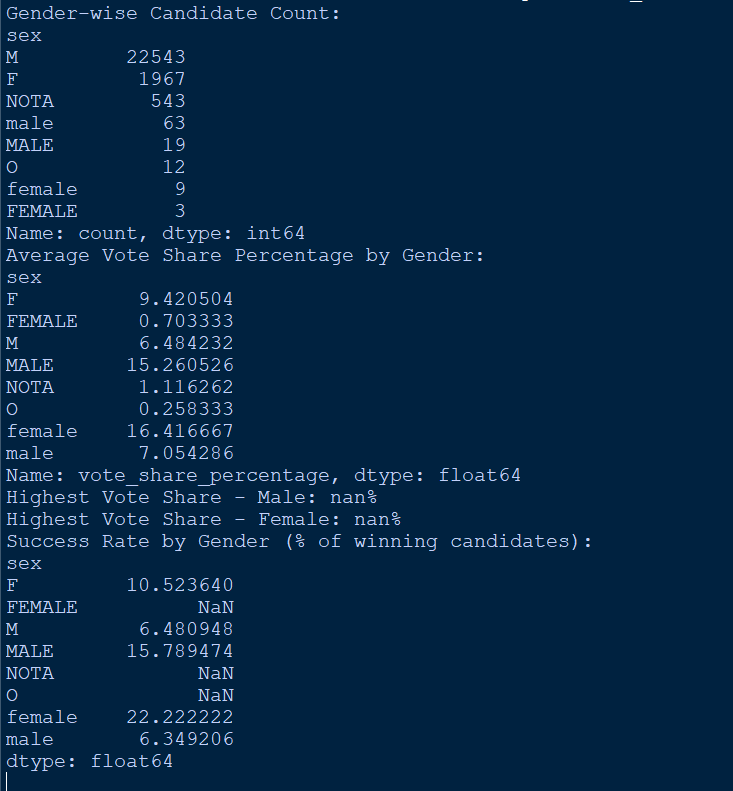 Gender-wise Candidate Count:
sex
M 22543
F 1967
NOTA 543
male 63
MALE 19
O 12
female 9
FEMALE 3
Name: count, dtype: int64
Average Vote Share Percentage by Gender:
sex
F 9.420504
FEMALE 0.703333
M 6.484232
MALE 15.260526
NOTA 1.116262
O 0.258333
female 16.416667
male 7.054286
Name: vote_share_percentage, dtype: float64
Highest Vote Share - Male: nan%
Highest Vote Share - Female: nan%
Success Rate by Gender (% of winning candidates):
sex
F 10.523640
FEMALE NaN
M 6.480948
MALE 15.789474
NOTA NaN
O NaN
female 22.222222
male 6.349206
dtype: float64